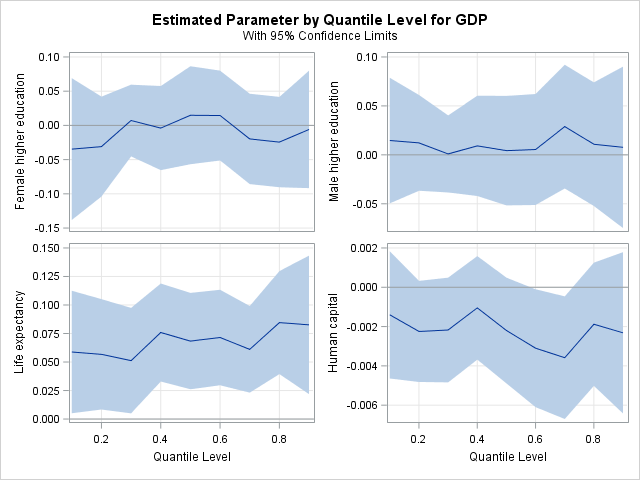 Estimated Parameter by Quantile Level for GDP
With 95% Confidence Limits
Female higher education
0.10
0.05
0.00
-0.05
-0.10
-0.15
Male higher education
0.10
0.05
0.00
-0.05
Life expectancy
0.150
0.125
0.100
0.075
0.050
0.025
0.000
0.2 0.4 0.6 0.8
Quantile Level
Human capital
0.002
0.000
-0.002
-0.004
-0.006
0.2 0.4 0.6 0.8
Quantile Level